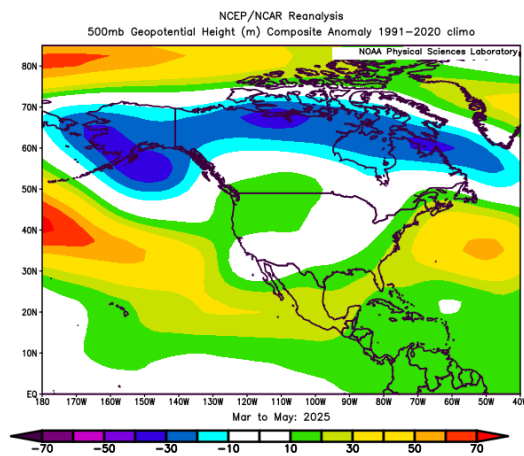 NCEP/NCAR Reanalysis
500mb Geopotential Height (m) Composite Anomaly 1991−2020 climo
NOAA Physical Sciences Laboratory
80N
70N
60N
50N
40N
30N
20N
10N
EQ
180 170W 160W 150W 140W 130W 120W 110W 100W 90W 80W 70W 60W 50W 40
Mar to May: 2025
−70 −50 −30 −10 10 30 50 70